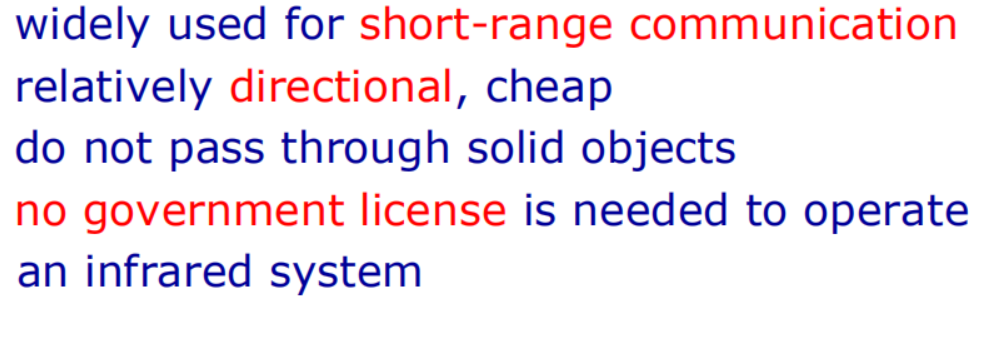 widely used for short-range communication
relatively directional, cheap
do not pass through solid objects
no government license is needed to operate
an infrared system